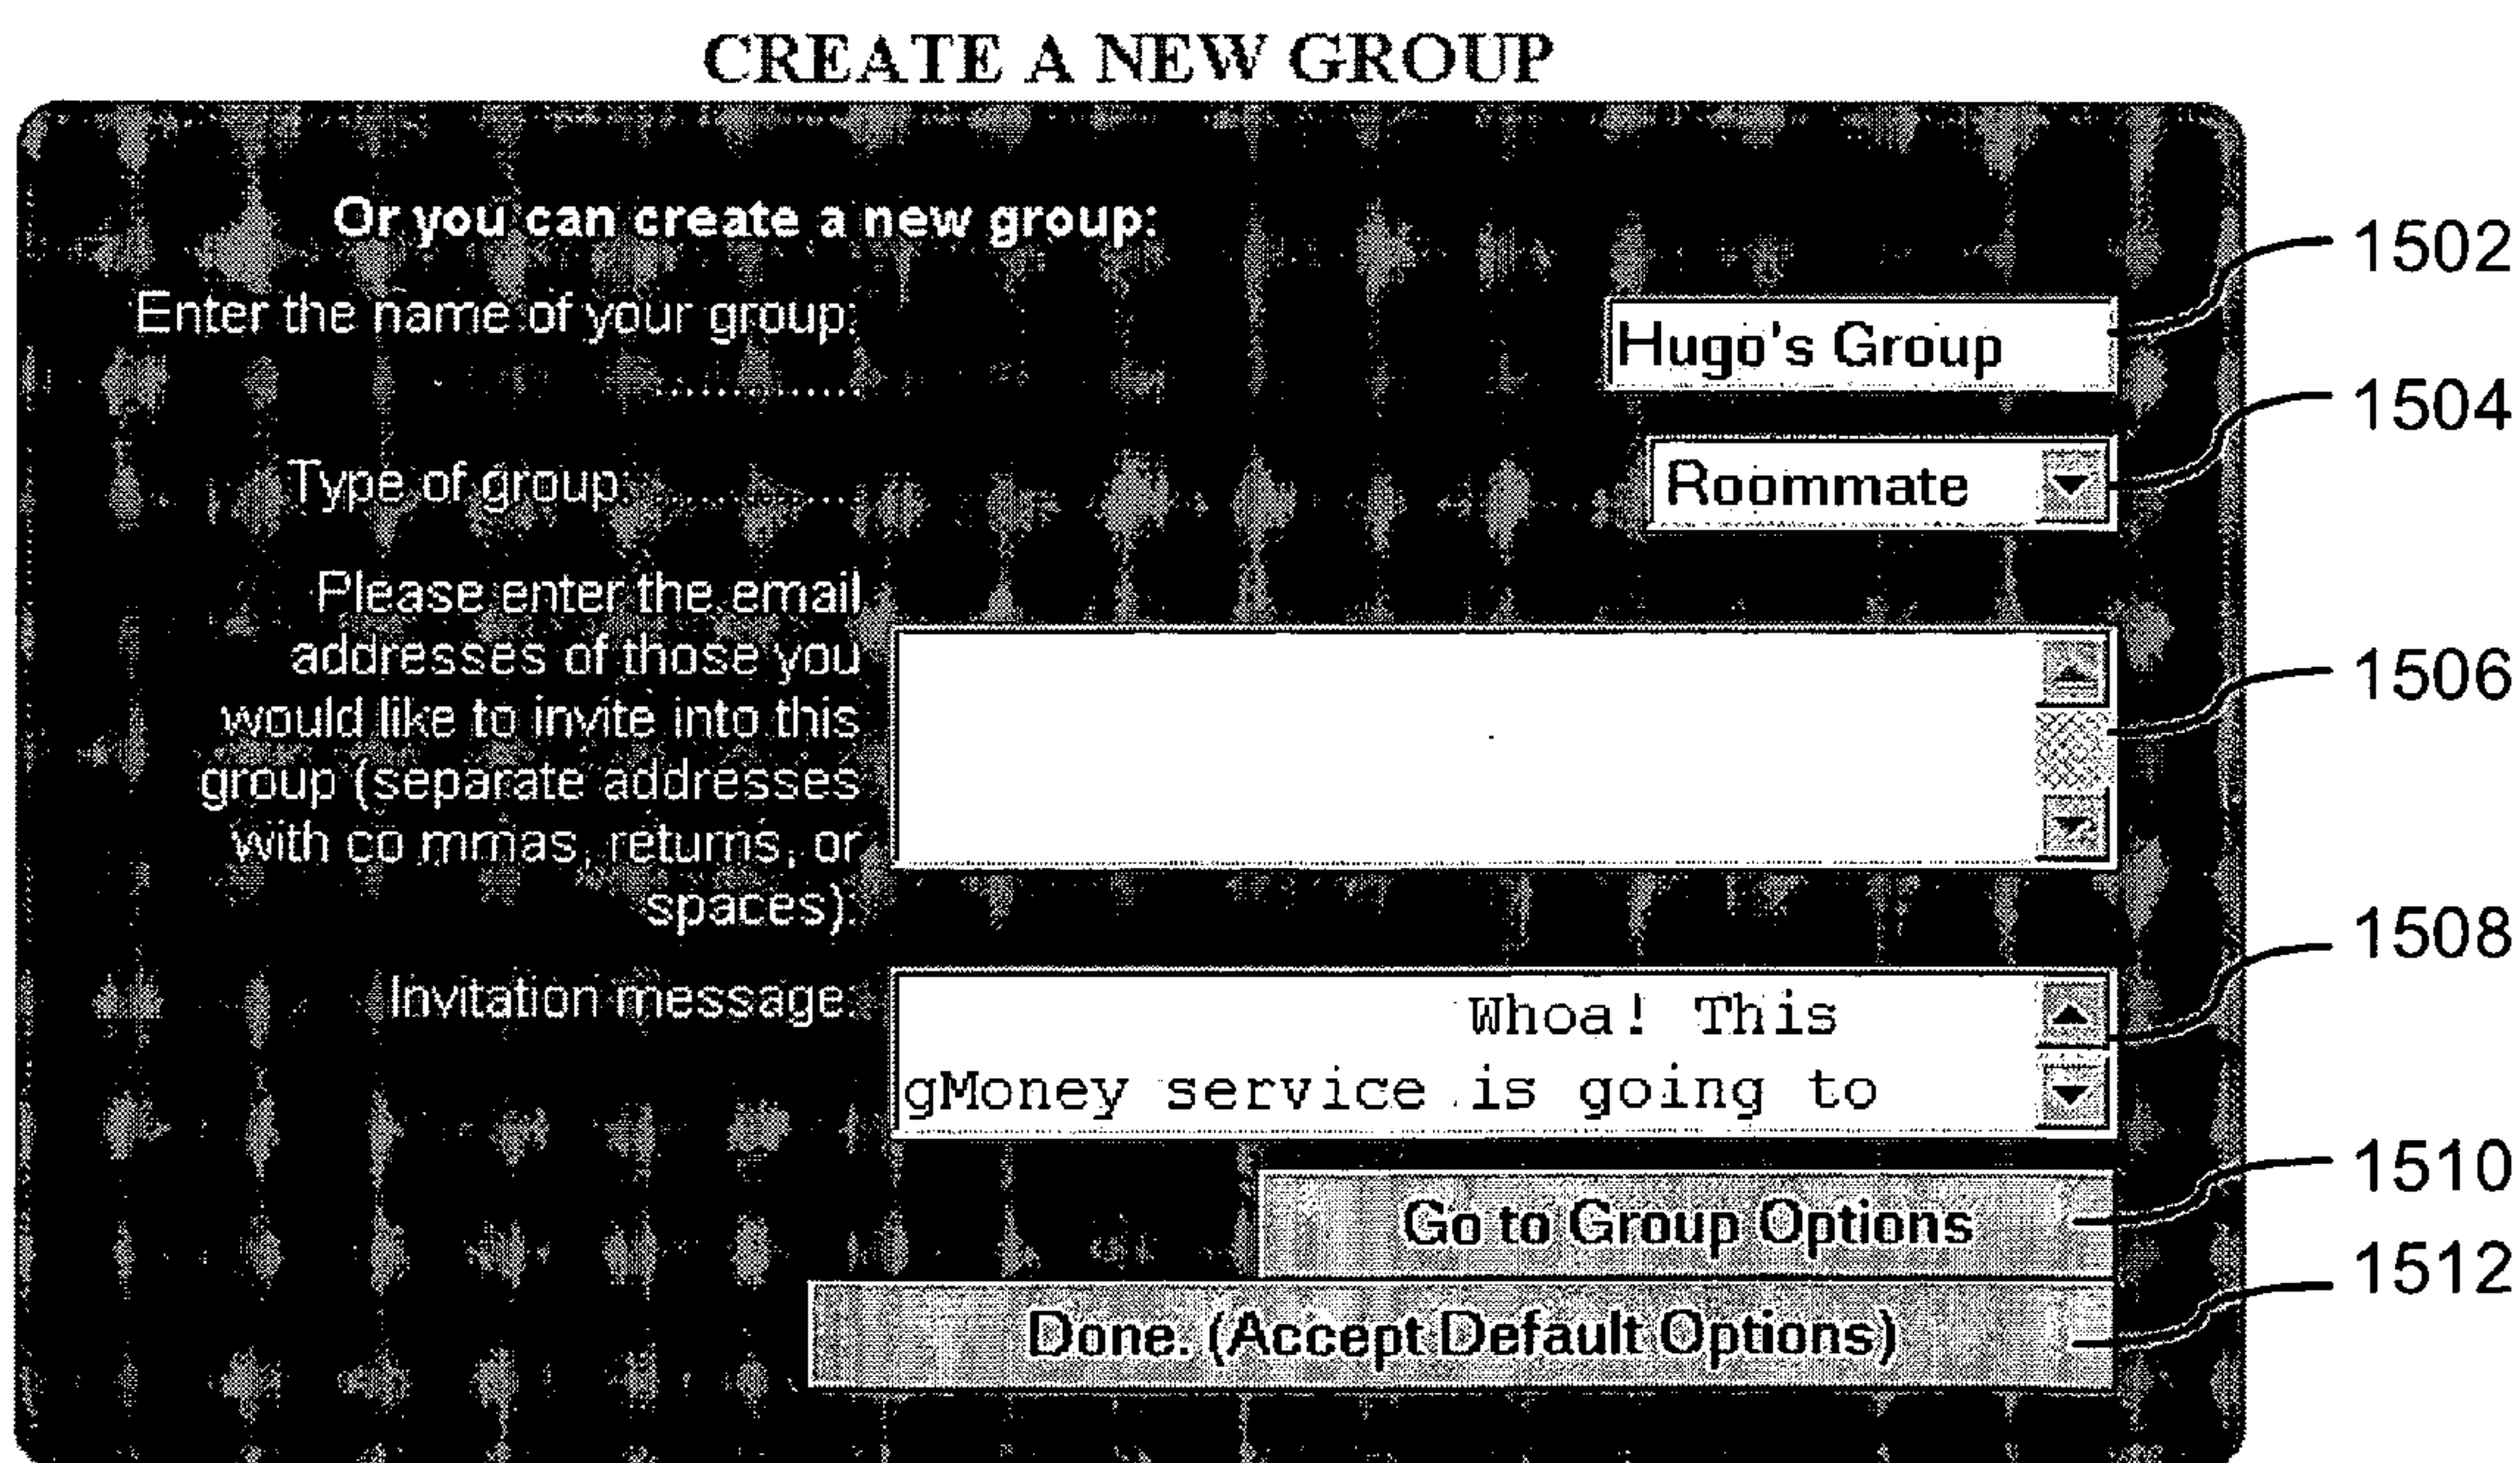 CREATE A NEW GROUP
Or you can create a new group:
1502
Enter the name of your group:
Hugo's Group
..............
1504
Type of group: ............
Roommate
Please enter the email
addresses of those you
would like to invite into this
group (separate addresses
with co mmas, returns, or
spaces):
1506
1508
Invitation message:
Whoa! This
gMoney service is going to
1510
Go to Group Options
1512
Done. (Accept Default Options)